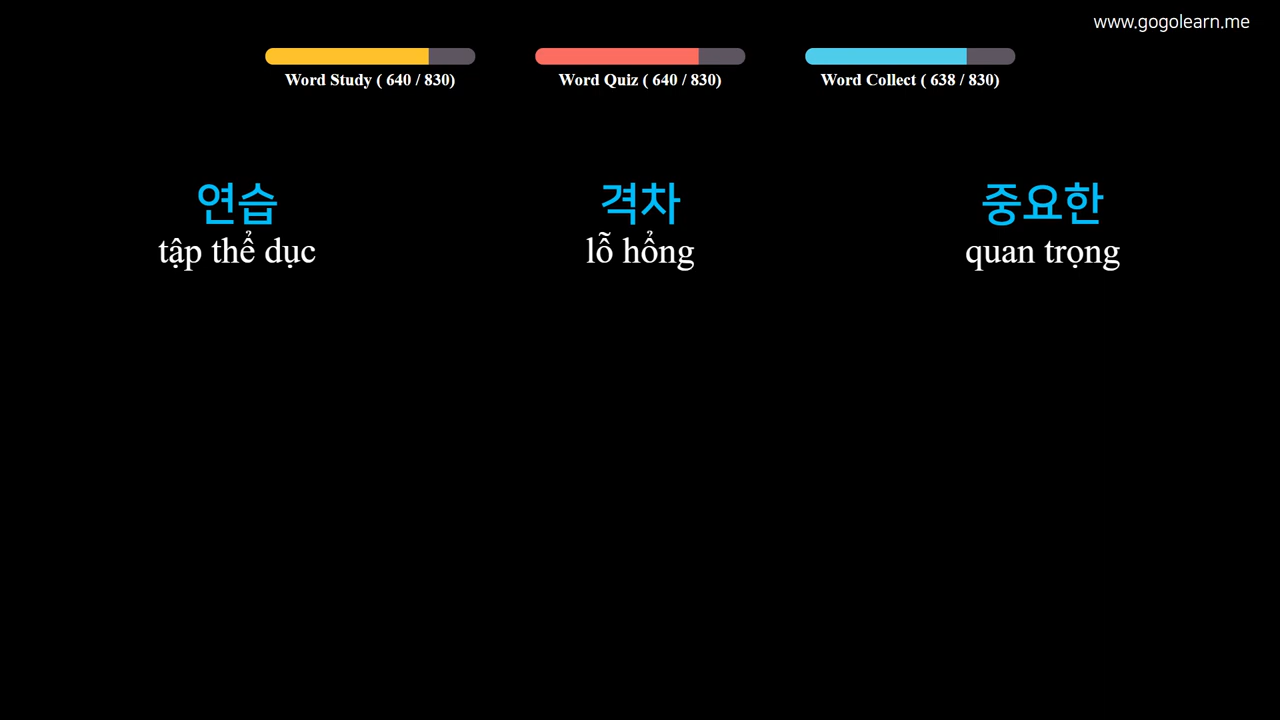 www.gogolearn.me
Word Study ( 640 / 830)
Word Quiz ( 640 / 830)
Word Collect ( 638 / 830)
연습
격차
중요한
tập thể dục
lỗ hổng
quan trọng